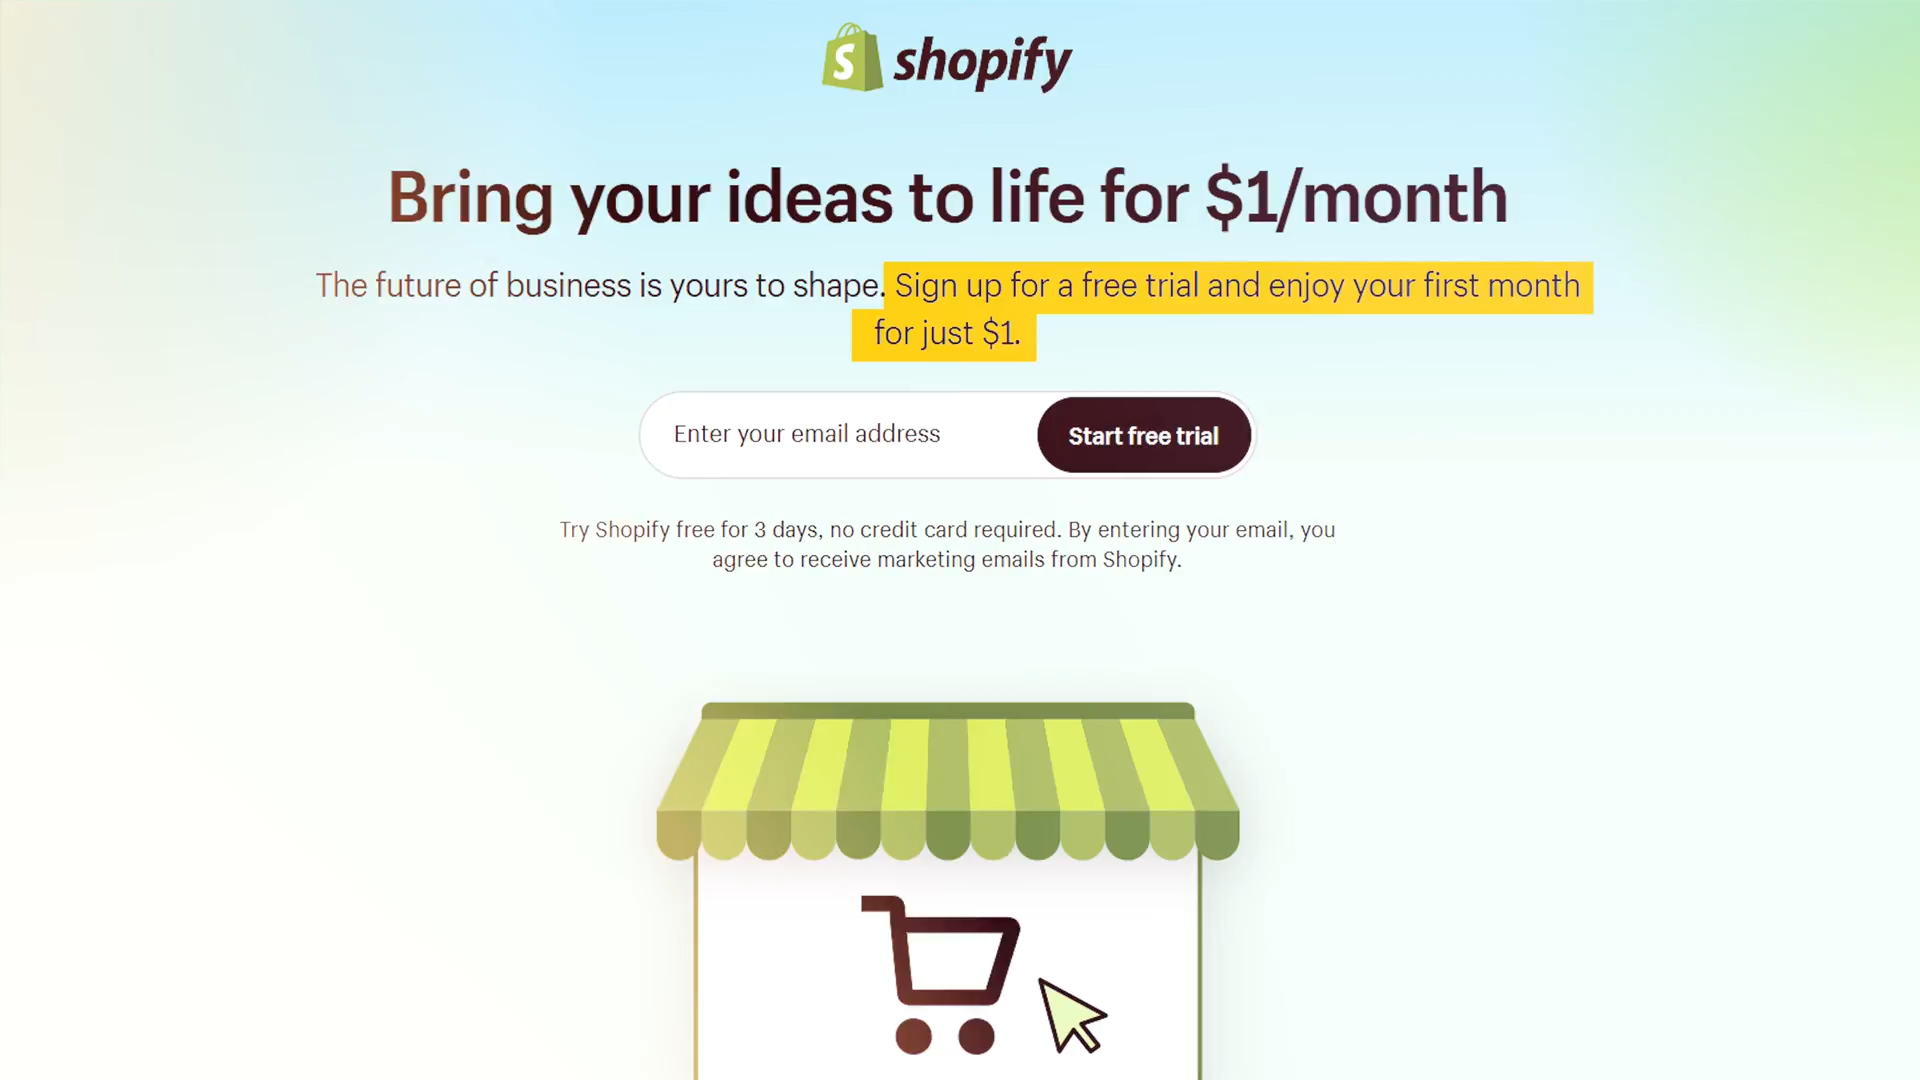 S shopify
Bring your ideas to life for $1/month
The future of business is yours to shape. Sign up for a free trial and enjoy your first month
for just $1.
Enter your email address
Start free trial
Try Shopify free for 3 days, no credit card required. By entering your email, you
agree to receive marketing emails from Shopify.